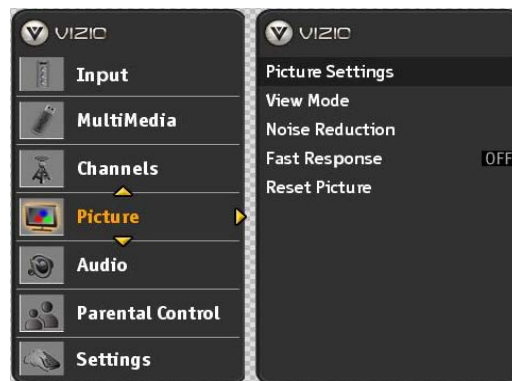 VIZIO
Input
MultiMedia
Channels
Picture
Audio
Parental Control
Settings
VIZIO
Picture Settings
View Mode
Noise Reduction
Fast Response OFF
Reset Picture